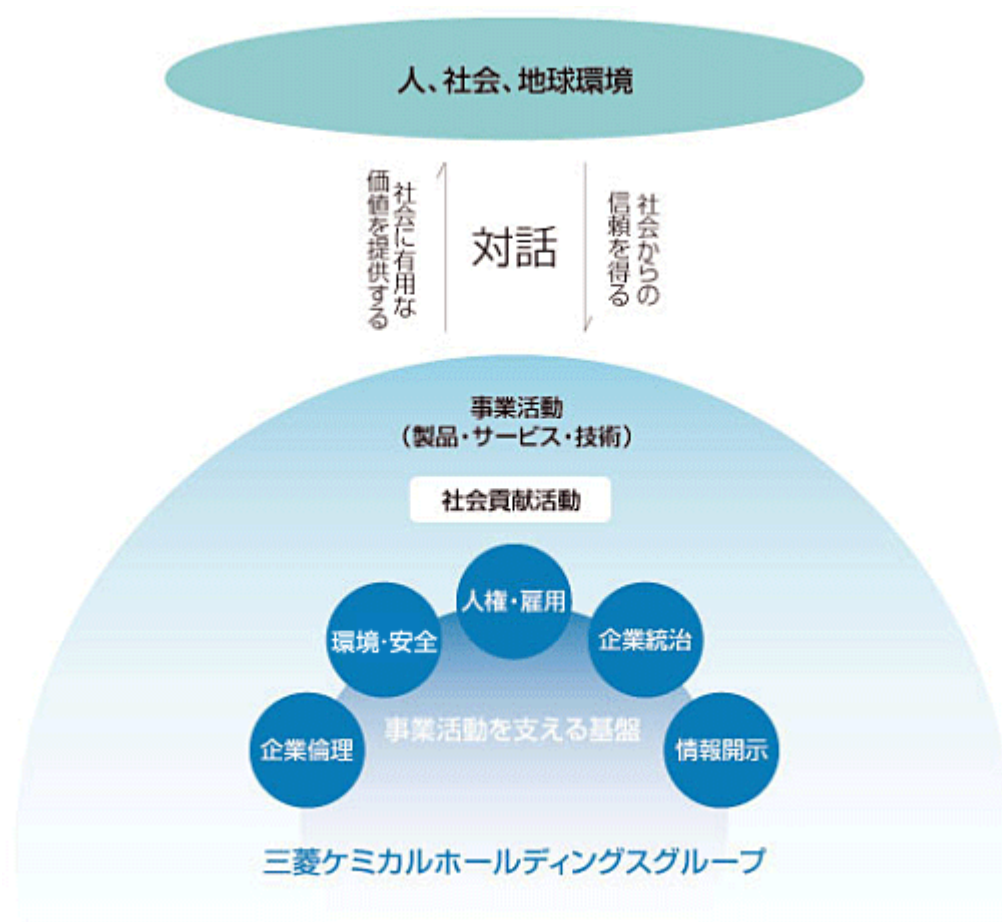 人、社会、地球環境
社会に有用な
価値を提供する
対話
社会からの
信頼を得る
事業活動
（製品・サービス・技術）
社会貢献活動
人権・雇用
環境・安全
企業統治
企業倫理
事業活動を支える基盤
情報開示
三菱ケミカルホールディングスグループ